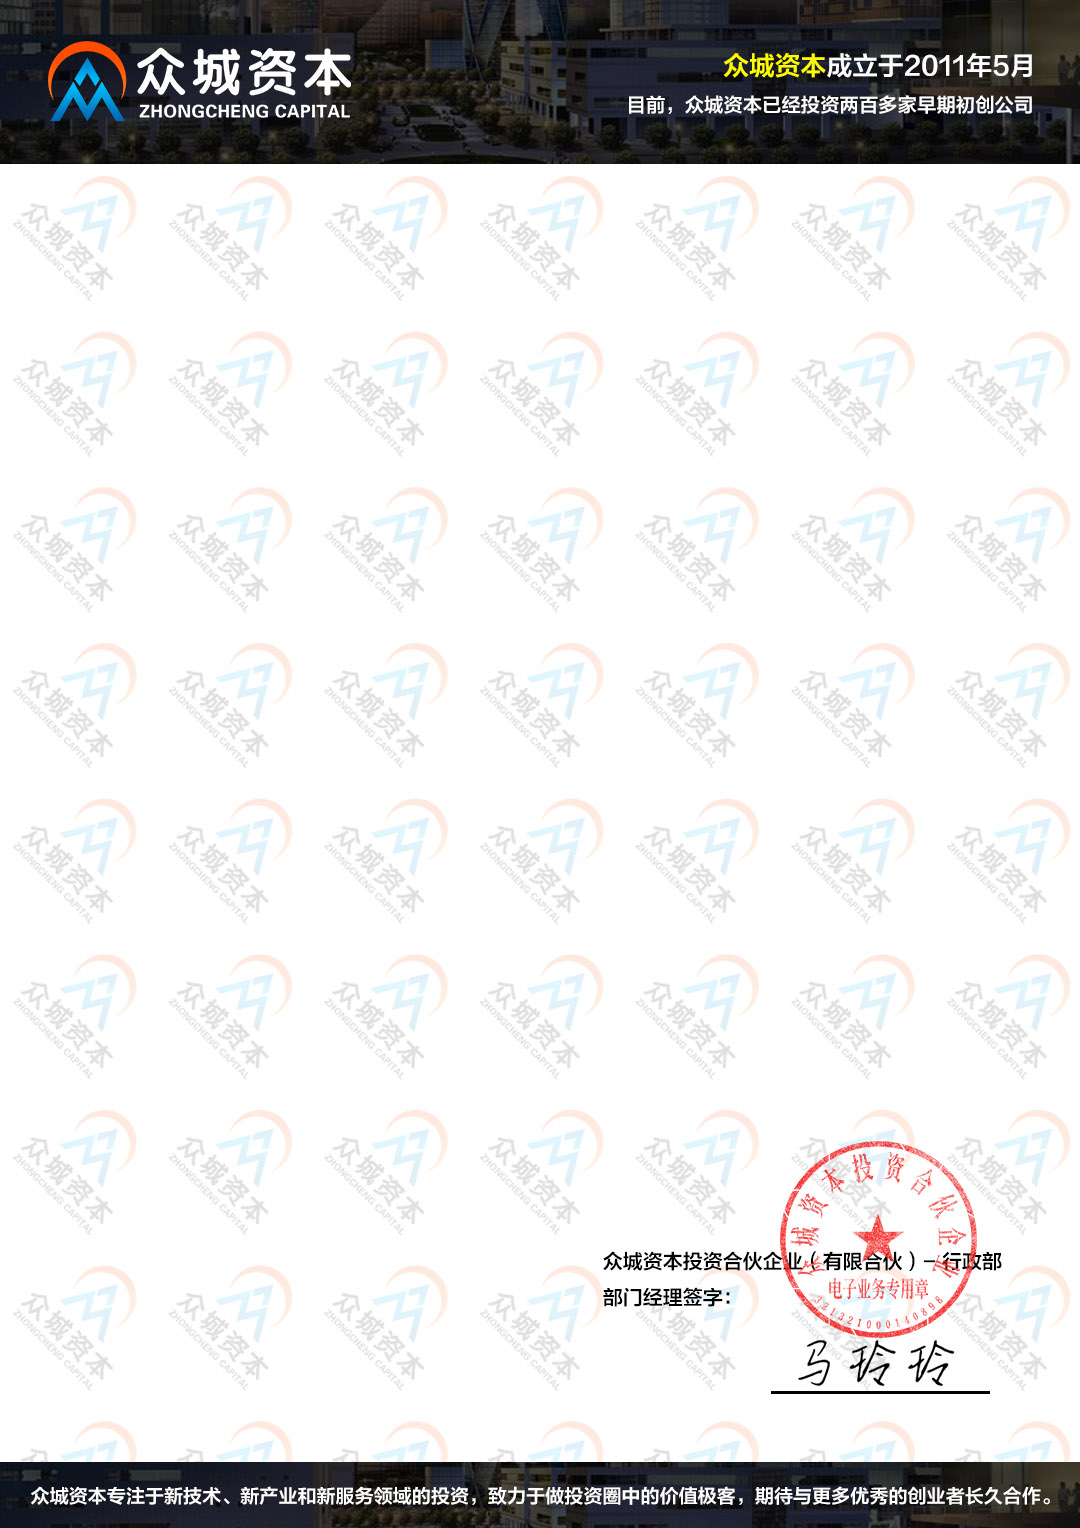 众城资本
ZHONGCHENG CAPITAL
众城资本成立于2011年5月
目前，众城资本已经投资两百多家早期初创公司
众城资本投资合伙企业
众城资本投资合伙企业（有限合伙）—行政部
电子业务专用章
部门经理签字：
321321000140898
马玲玲
众城资本专注于新技术、新产业和新服务领域的投资，致力于做投资圈中的价值极客，期待与更多优秀的创业者长久合作。